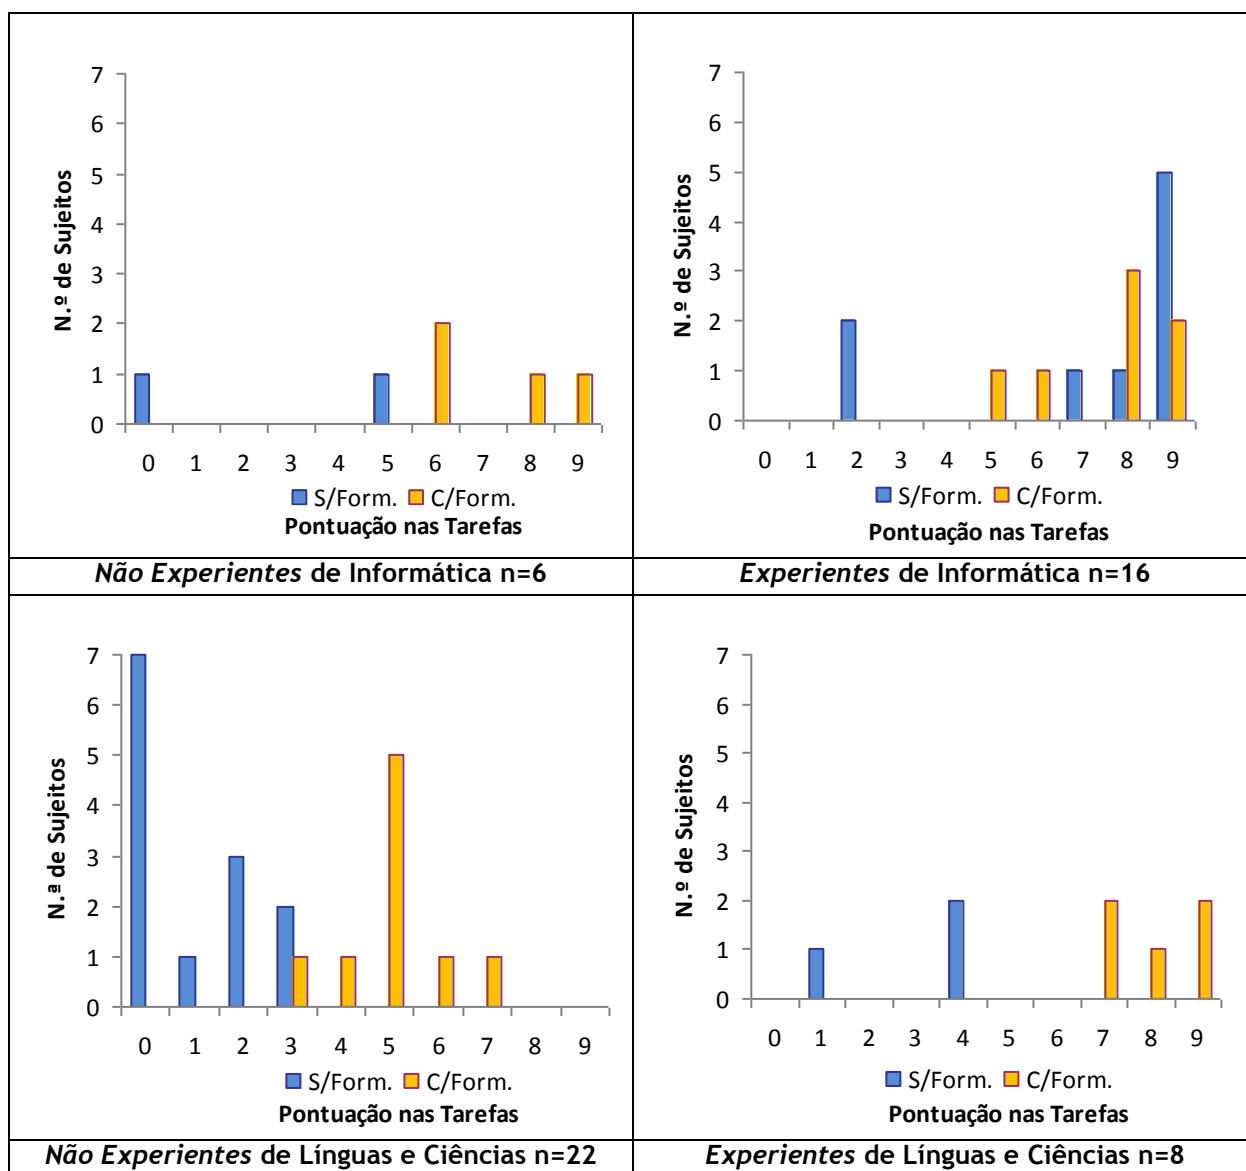 7
6
5
4
3
2
1
0
N.º de Sujeitos
0 1 2 3 4 5 6 7 8 9
S/Form. C/Form.
Pontuação nas Tarefas
Não Experientes de Informática n=6
7
6
5
4
3
2
1
0
N.º de Sujeitos
0 1 2 3 4 5 6 7 8 9
S/Form. C/Form.
Pontuação nas Tarefas
Experientes de Informática n=16
7
6
5
4
3
2
1
0
N.ª de Sujeitos
0 1 2 3 4 5 6 7 8 9
S/Form. C/Form.
Pontuação nas Tarefas
Não Experientes de Línguas e Ciências n=22
7
6
5
4
3
2
1
0
N.º de Sujeitos
0 1 2 3 4 5 6 7 8 9
S/Form. C/Form.
Pontuação nas Tarefas
Experientes de Línguas e Ciências n=8